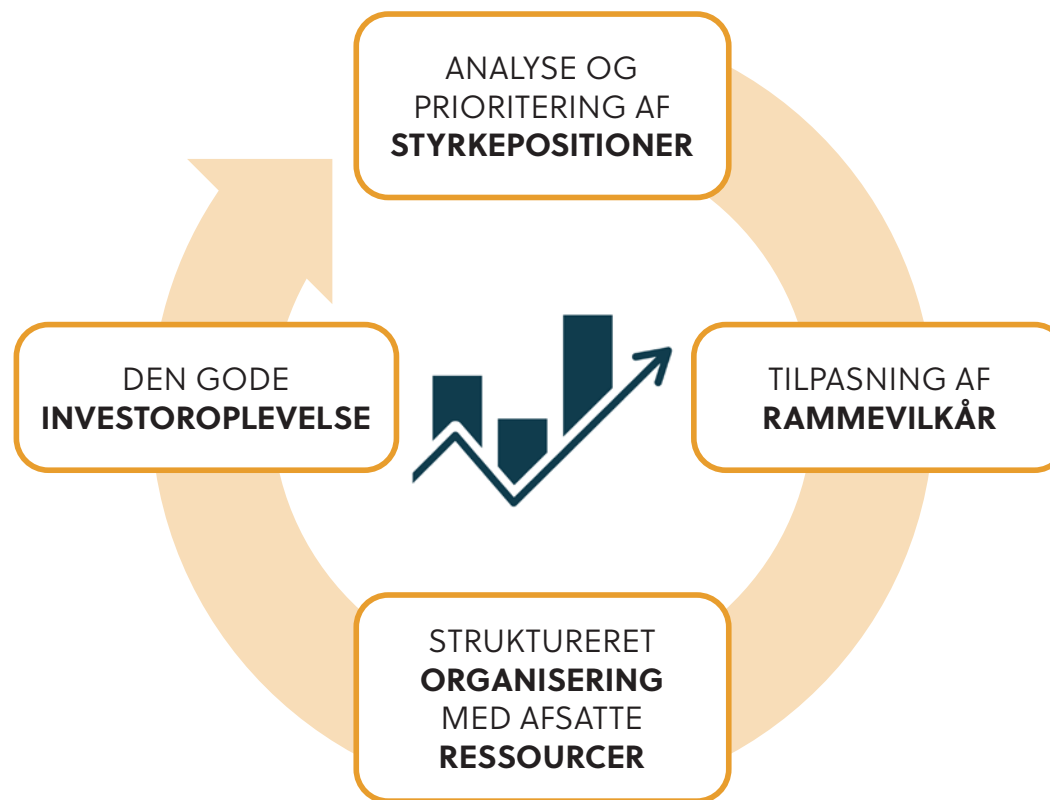 ANALYSE OG
PRIORITERING AF
STYRKEPOSITIONER
DEN GODE
INVESTOROPLEVELSE
TILPASNING AF
RAMMEVILKÅR
STRUKTURERET
ORGANISERING
MED AFSATTE
RESSOURCER